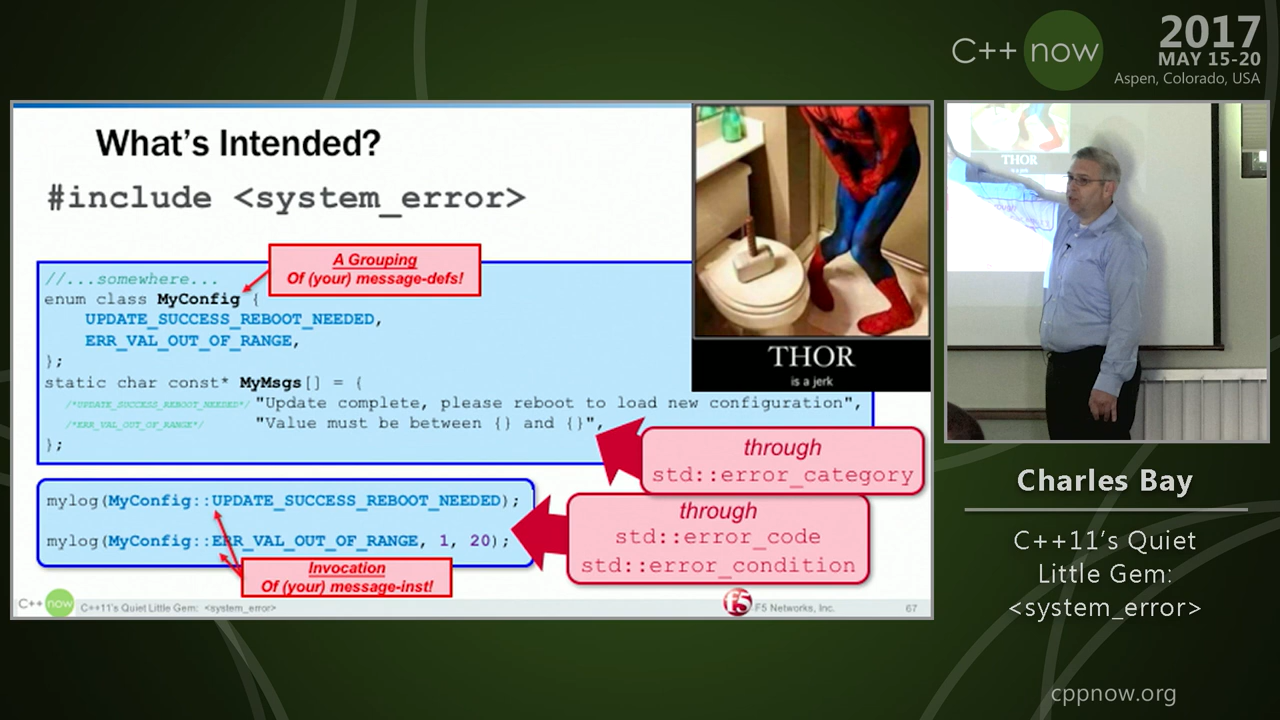 C++ now
2017
MAY 15-20
Aspen, Colorado, USA
What's Intended?
#include <system_error>
A Grouping
Of (your) message-defs!
//...somewhere...
enum class MyConfig {
UPDATE_SUCCESS_REBOOT_NEEDED,
ERR_VAL_OUT_OF_RANGE,
};
static char const* MyMsgs[] = {
/*UPDATE_SUCCESS_REBOOT_NEEDED*/ "Update complete, please reboot to load new configuration",
/*ERR_VAL_OUT_OF_RANGE*/ "Value must be between {} and {}",
};
THOR
is a jerk
through
std::error_category
mylog(MyConfig::UPDATE_SUCCESS_REBOOT_NEEDED);
mylog(MyConfig::ERR_VAL_OUT_OF_RANGE, 1, 20);
through
std::error_code
std::error_condition
Invocation
Of (your) message-inst!
C++ now C++11's Quiet Little Gem: <system_error>
f5 F5 Networks, Inc. 67
THOR
is a jerk
Charles Bay
C++11's Quiet
Little Gem:
<system_error>
cppnow.org